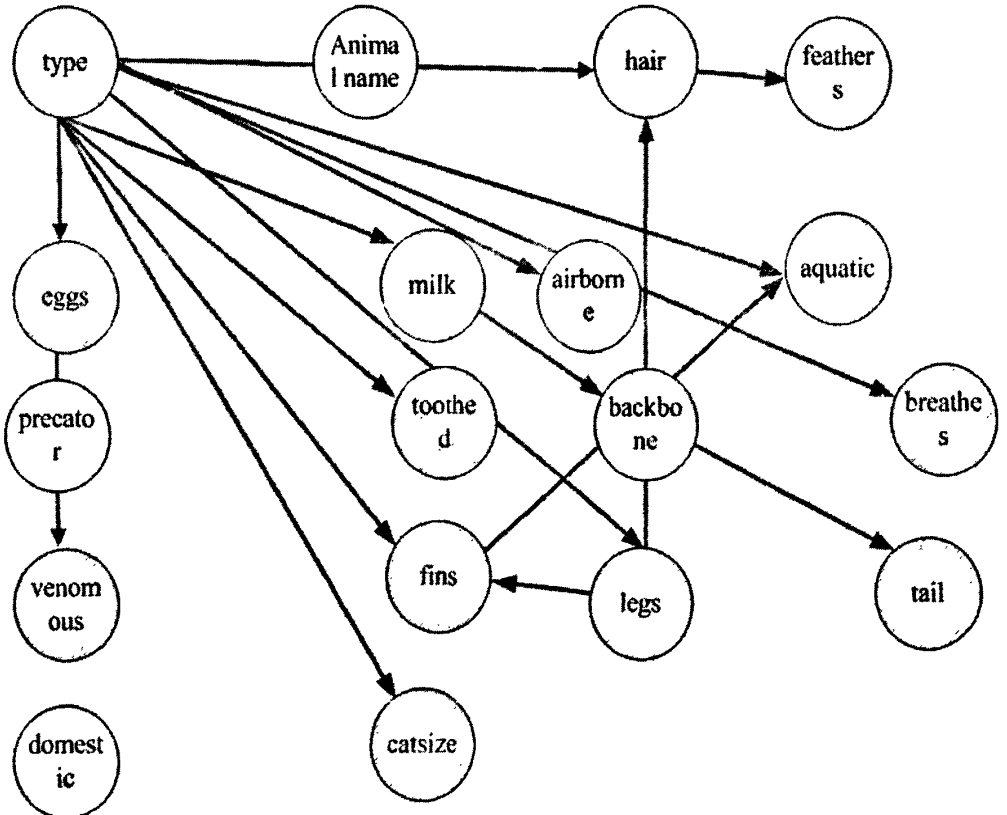 type
Anima
l name
hair
feather
s
eggs
milk
airborn
e
aquatic
precato
r
toothe
d
backbo
ne
breathe
s
venom
ous
fins
legs
tail
domest
ic
catsize